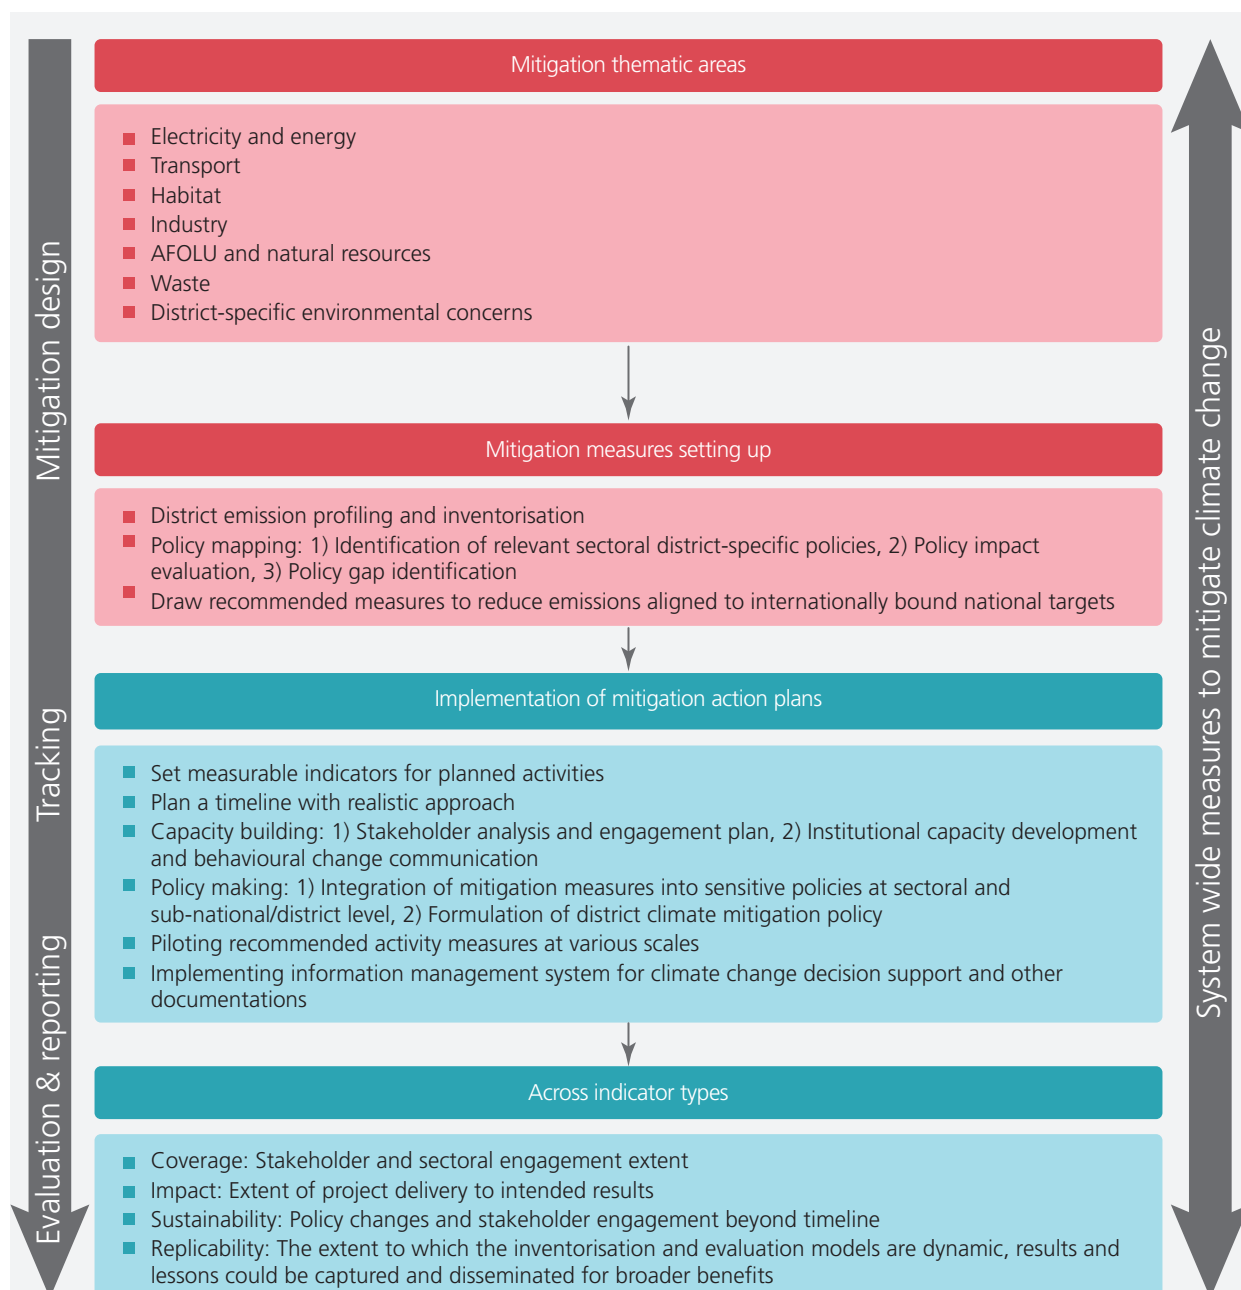 Mitigation thematic areas
Electricity and energy
Transport
Habitat
Industry
AFOLU and natural resources
Waste
District-specific environmental concerns
Mitigation measures setting up
District emission profiling and inventorisation
Policy mapping: 1) Identification of relevant sectoral district-specific policies, 2) Policy impact
evaluation, 3) Policy gap identification
Draw recommended measures to reduce emissions aligned to internationally bound national targets
Implementation of mitigation action plans
Set measurable indicators for planned activities
Plan a timeline with realistic approach
Capacity building: 1) Stakeholder analysis and engagement plan, 2) Institutional capacity development
and behavioural change communication
Policy making: 1) Integration of mitigation measures into sensitive policies at sectoral and
sub-national/district level, 2) Formulation of district climate mitigation policy
Piloting recommended activity measures at various scales
Implementing information management system for climate change decision support and other
documentations
Across indicator types
Coverage: Stakeholder and sectoral engagement extent
Impact: Extent of project delivery to intended results
Sustainability: Policy changes and stakeholder engagement beyond timeline
Replicability: The extent to which the inventorisation and evaluation models are dynamic, results and
lessons could be captured and disseminated for broader benefits
Mitigation design
Tracking
Evaluation & reporting
System wide measures to mitigate climate change